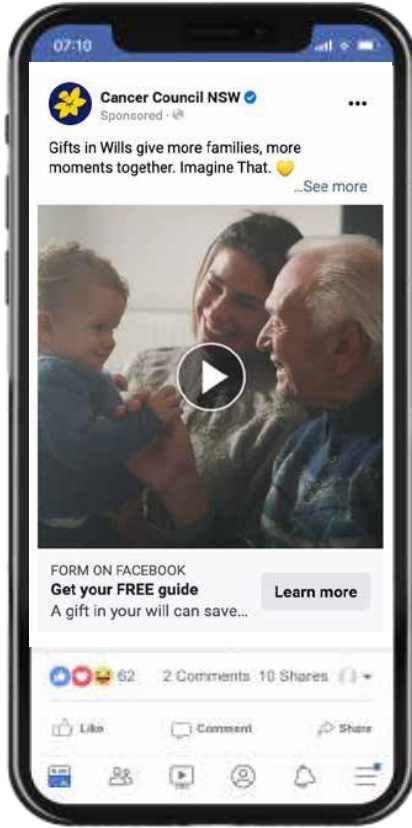 07:10
Cancer Council NSW
Sponsored ·
Gifts in Wills give more families, more
moments together. Imagine That. 💛
...See more
FORM ON FACEBOOK
Get your FREE guide
A gift in your will can save...
Learn more
62 2 Comments 10 Shares
Like Comment Share